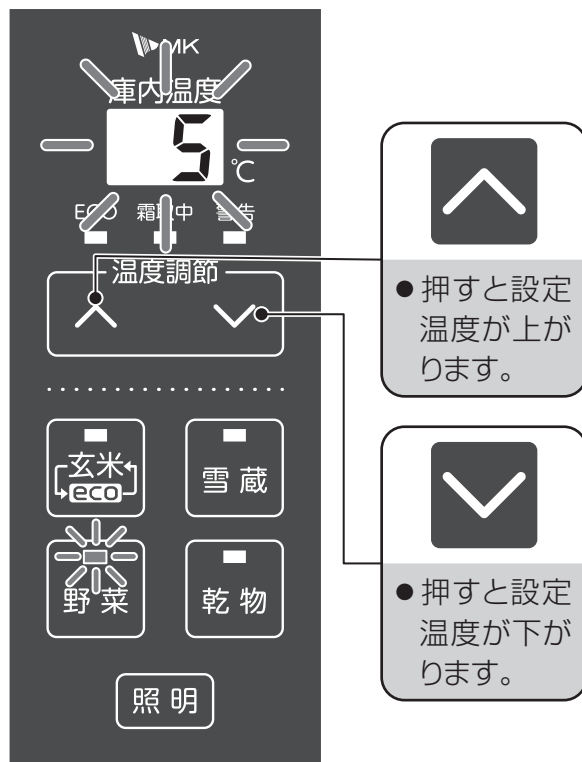 MK
庫内温度
5
℃
ECO 霜取中 警告
温度調節
玄米
eco
雪蔵
野菜
乾物
照明
●押すと設定
温度が上が
ります。
●押すと設定
温度が下が
ります。